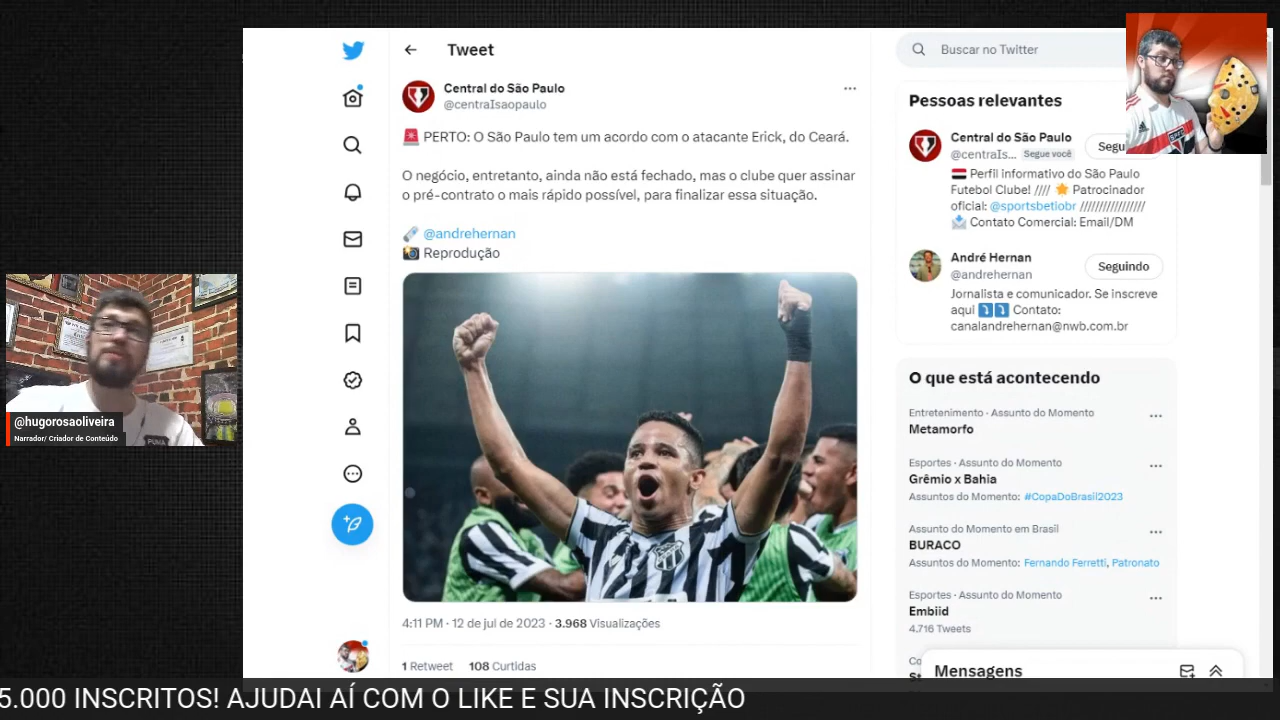 Tweet
Central do São Paulo
@centraIsaopaulo
🚨 PERTO: O São Paulo tem um acordo com o atacante Erick, do Ceará.
O negócio, entretanto, ainda não está fechado, mas o clube quer assinar
o pré-contrato o mais rápido possível, para finalizar essa situação.
🗞️ @andrehernan
📸 Reprodução
4:11 PM · 12 de jul de 2023 · 3.968 Visualizações
1 Retweet 108 Curtidas
Buscar no Twitter
Pessoas relevantes
Central do São Paulo
@centraIs... Segue você
Segu
Perfil informativo do São Paulo
Futebol Clube! //// ⭐ Patrocinador
oficial: @sportsbetiobr /////////////////
📩 Contato Comercial: Email/DM
André Hernan
@andrehernan
Seguindo
Jornalista e comunicador. Se inscreve
aqui ⤵️⤵️ Contato:
canalandrehernan@nwb.com.br
O que está acontecendo
Entretenimento · Assunto do Momento
Metamorfo
Esportes · Assunto do Momento
Grêmio x Bahia
Assuntos do Momento: #CopaDoBrasil2023
Assunto do Momento em Brasil
BURACO
Assuntos do Momento: Fernando Ferretti, Patronato
Esportes · Assunto do Momento
Embiid
4.716 Tweets
Co
St
Mensagens
@hugorosaoliveira
Narrador/ Criador de Conteúdo
PUMA
5.000 INSCRITOS! AJUDAI AÍ COM O LIKE E SUA INSCRIÇÃO